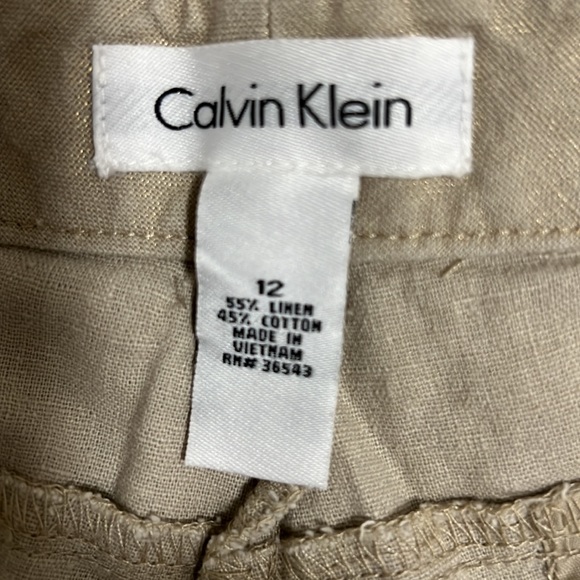 Calvin Klein
12
55% LINEN
45% COTTON
MADE IN
VIETNAM
RN# 36543